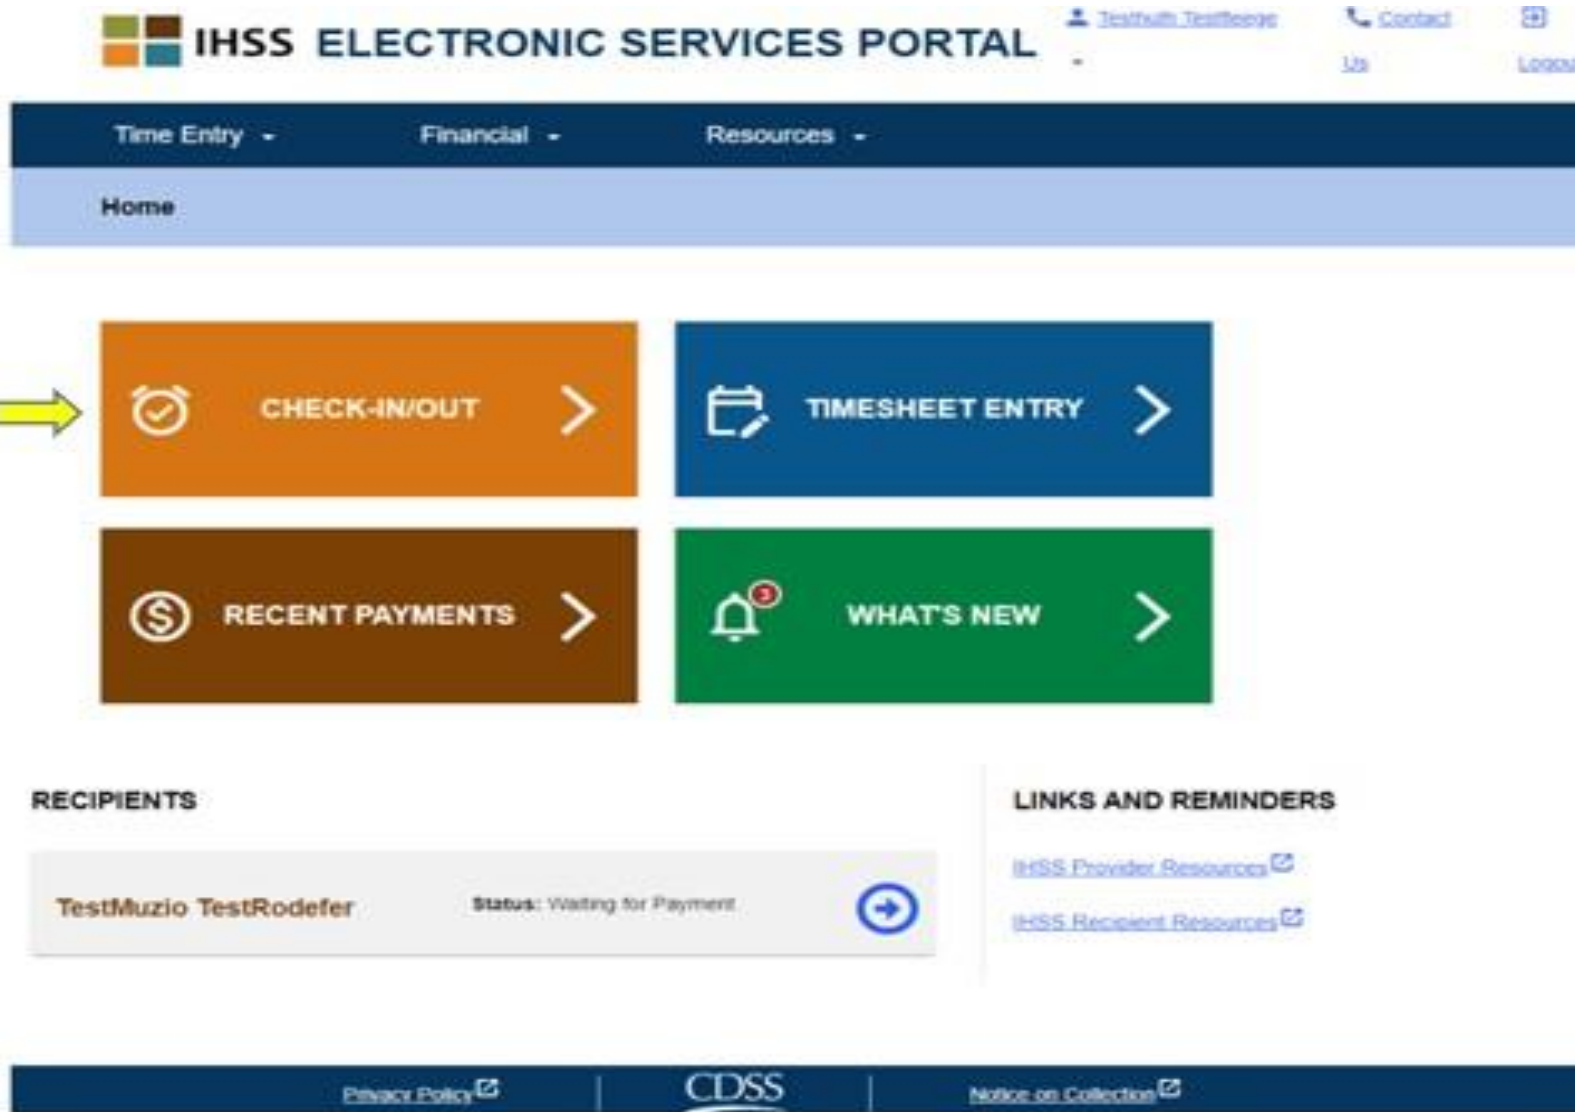 IHSS ELECTRONIC SERVICES PORTAL
Contact Us
Time Entry Financial Resources
Home
CHECK-IN/OUT
TIMESHEET ENTRY
RECENT PAYMENTS
3
WHAT'S NEW
RECIPIENTS
TestMuzio TestRodefer Status: Waiting for Payment
LINKS AND REMINDERS
IHSS Provider Resources
IHSS Recipient Resources
Privacy Policy
CDSS
Notice on Collection